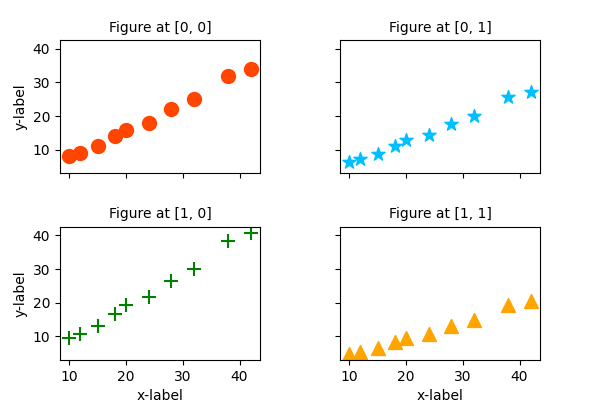 Figure at [0, 0]
Figure at [0, 1]
40
30
20
10
y-label
Figure at [1, 0]
Figure at [1, 1]
40
30
20
10
y-label
10 20 30 40
10 20 30 40
x-label
x-label